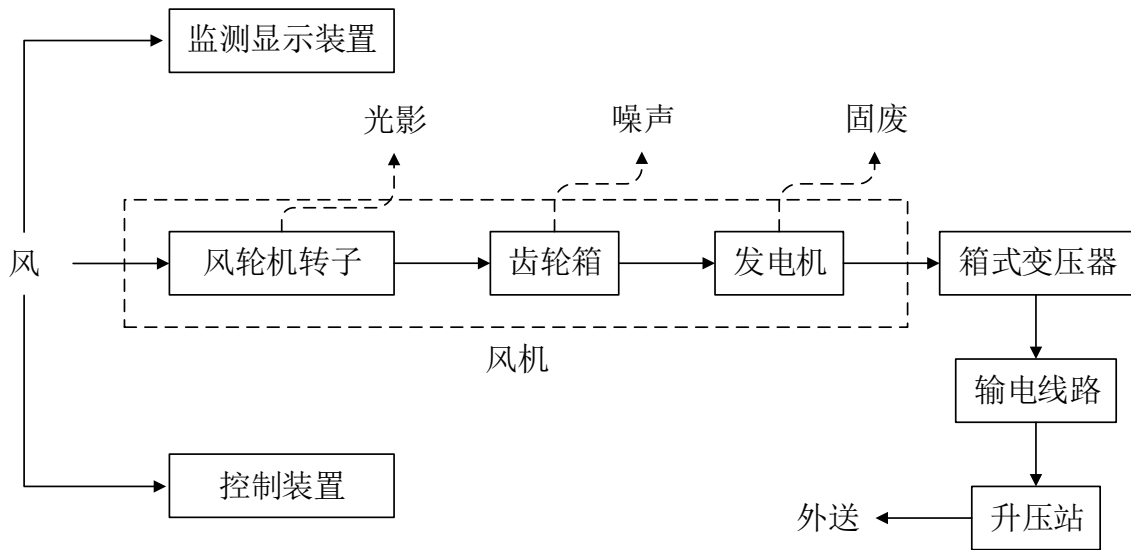 监测显示装置
光影
噪声
固废
风
风轮机转子
齿轮箱
发电机
箱式变压器
风机
输电线路
控制装置
外送
升压站